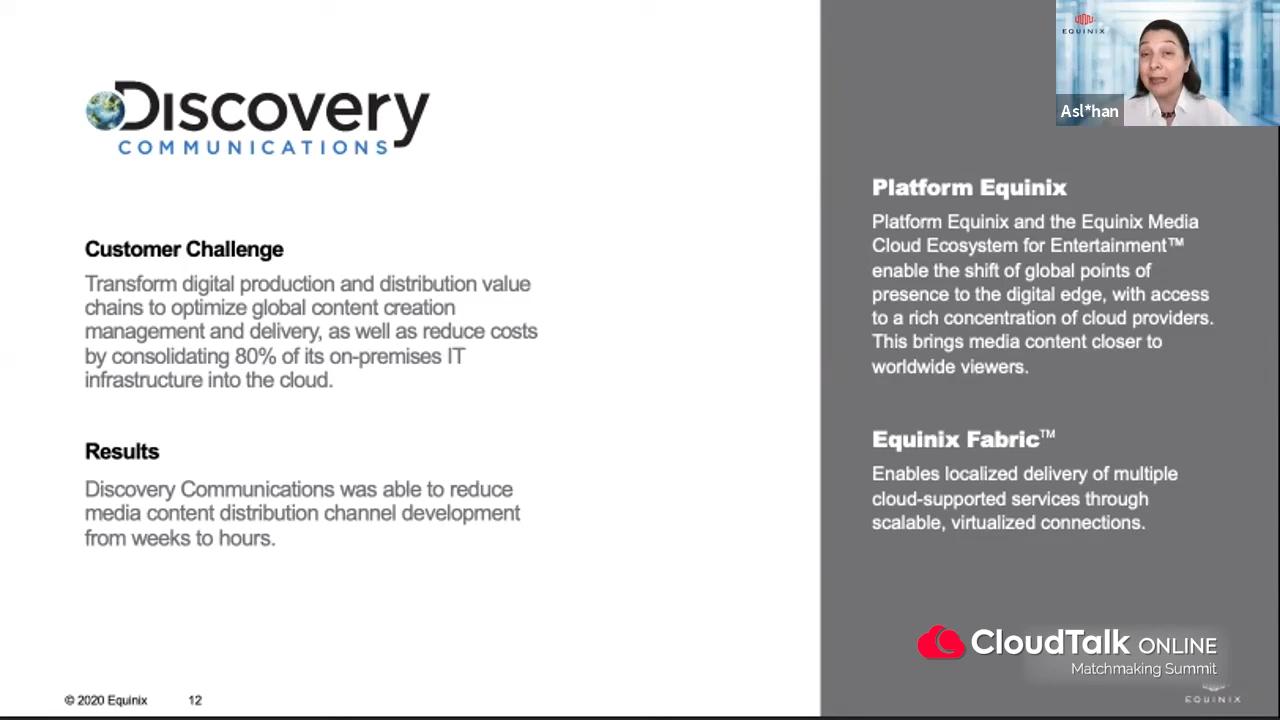 Discovery
COMMUNICATIONS
Customer Challenge
Transform digital production and distribution value
chains to optimize global content creation
management and delivery, as well as reduce costs
by consolidating 80% of its on-premises IT
infrastructure into the cloud.
Results
Discovery Communications was able to reduce
media content distribution channel development
from weeks to hours.
© 2020 Equinix 12
EQUINIX
Asl*han
Platform Equinix
Platform Equinix and the Equinix Media
Cloud Ecosystem for Entertainment™
enable the shift of global points of
presence to the digital edge, with access
to a rich concentration of cloud providers.
This brings media content closer to
worldwide viewers.
Equinix Fabric™
Enables localized delivery of multiple
cloud-supported services through
scalable, virtualized connections.
CloudTalk ONLINE
Matchmaking Summit
EQUINIX